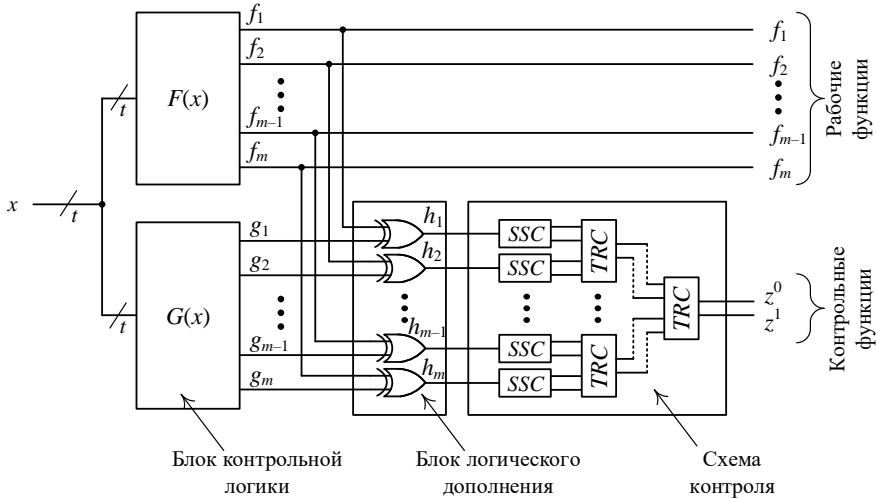 f₁
f₁
f₂
f₂
F(x)
t
fₘ₋₁
fₘ₋₁
fₘ
fₘ
Рабочие функции
x
t
g₁
h₁
SSC
TRC
g₂
h₂
SSC
G(x)
t
TRC
z⁰
z¹
Контрольные функции
gₘ₋₁
hₘ₋₁
SSC
TRC
gₘ
hₘ
SSC
Блок контрольной
логики
Блок логического
дополнения
Схема
контроля